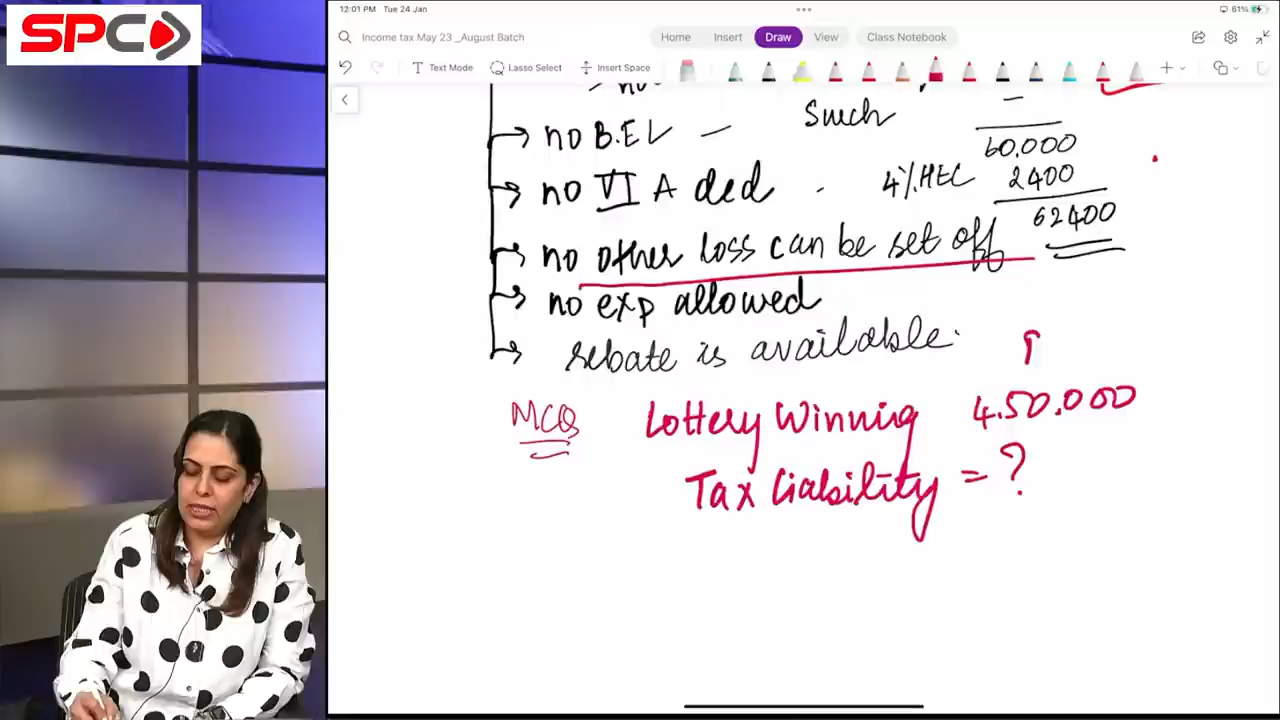 SPC
12:01 PM Tue 24 Jan
61%
Income tax May 23 _August Batch
Home Insert Draw View Class Notebook
Text Mode Lasso Select Insert Space
no B.EL – Such
60,000
no VI A ded - 4% HEC 2400
62400
no other loss can be set off
no exp allowed
rebate is available.
MCQ Lottery Winning 4,50,000
Tax liability = ?